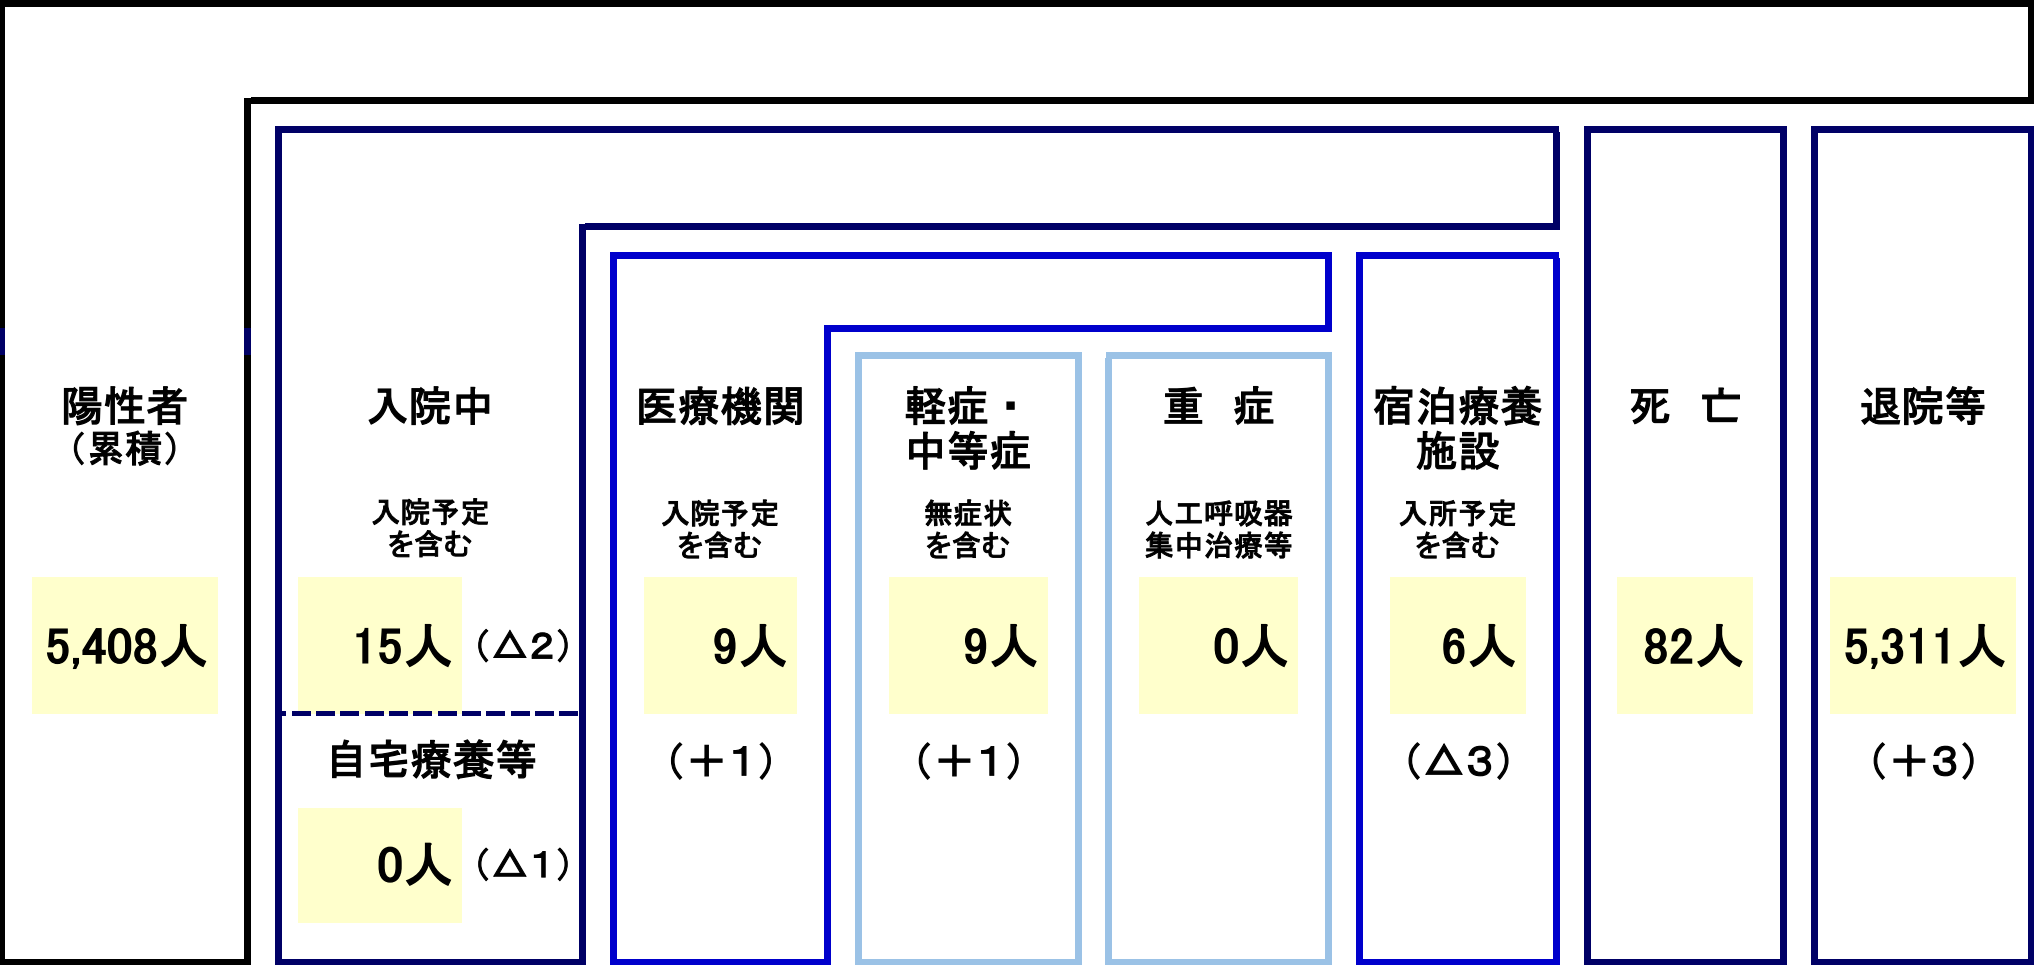 陽性者
（累積）
5,408人
入院中
入院予定
を含む
15人（△2）
自宅療養等
0人（△1）
医療機関
入院予定
を含む
9人
（＋1）
軽症・
中等症
無症状
を含む
9人
（＋1）
重　症
人工呼吸器
集中治療等
0人
宿泊療養
施設
入所予定
を含む
6人
（△3）
死　亡
82人
退院等
5,311人
（＋3）